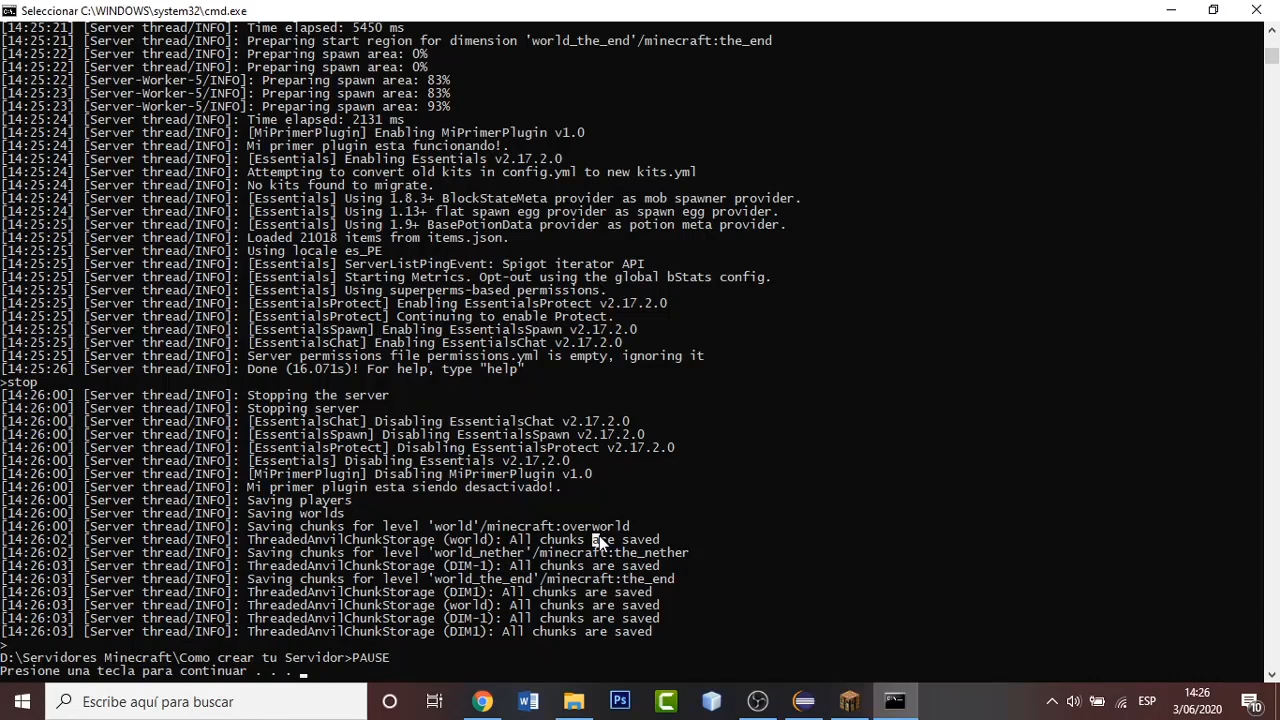 Seleccionar C:\WINDOWS\system32\cmd.exe
[14:25:21] [Server thread/INFO]: Time elapsed: 5450 ms
[14:25:21] [Server thread/INFO]: Preparing start region for dimension 'world_the_end'/minecraft:the_end
[14:25:22] [Server thread/INFO]: Preparing spawn area: 0%
[14:25:22] [Server thread/INFO]: Preparing spawn area: 0%
[14:25:22] [Server-Worker-5/INFO]: Preparing spawn area: 83%
[14:25:23] [Server-Worker-5/INFO]: Preparing spawn area: 83%
[14:25:23] [Server-Worker-5/INFO]: Preparing spawn area: 93%
[14:25:24] [Server thread/INFO]: Time elapsed: 2131 ms
[14:25:24] [Server thread/INFO]: [MiPrimerPlugin] Enabling MiPrimerPlugin v1.0
[14:25:24] [Server thread/INFO]: Mi primer plugin esta funcionando!.
[14:25:24] [Server thread/INFO]: [Essentials] Enabling Essentials v2.17.2.0
[14:25:24] [Server thread/INFO]: Attempting to convert old kits in config.yml to new kits.yml
[14:25:24] [Server thread/INFO]: No kits found to migrate.
[14:25:24] [Server thread/INFO]: [Essentials] Using 1.8.3+ BlockStateMeta provider as mob spawner provider.
[14:25:24] [Server thread/INFO]: [Essentials] Using 1.13+ flat spawn egg provider as spawn egg provider.
[14:25:25] [Server thread/INFO]: [Essentials] Using 1.9+ BasePotionData provider as potion meta provider.
[14:25:25] [Server thread/INFO]: Loaded 21018 items from items.json.
[14:25:25] [Server thread/INFO]: Using locale es_PE
[14:25:25] [Server thread/INFO]: [Essentials] ServerListPingEvent: Spigot iterator API
[14:25:25] [Server thread/INFO]: [Essentials] Starting Metrics. Opt-out using the global bStats config.
[14:25:25] [Server thread/INFO]: [Essentials] Using superperms-based permissions.
[14:25:25] [Server thread/INFO]: [EssentialsProtect] Enabling EssentialsProtect v2.17.2.0
[14:25:25] [Server thread/INFO]: [EssentialsProtect] Continuing to enable Protect.
[14:25:25] [Server thread/INFO]: [EssentialsSpawn] Enabling EssentialsSpawn v2.17.2.0
[14:25:25] [Server thread/INFO]: [EssentialsChat] Enabling EssentialsChat v2.17.2.0
[14:25:25] [Server thread/INFO]: Server permissions file permissions.yml is empty, ignoring it
[14:25:26] [Server thread/INFO]: Done (16.071s)! For help, type "help"
>stop
[14:26:00] [Server thread/INFO]: Stopping the server
[14:26:00] [Server thread/INFO]: Stopping server
[14:26:00] [Server thread/INFO]: [EssentialsChat] Disabling EssentialsChat v2.17.2.0
[14:26:00] [Server thread/INFO]: [EssentialsSpawn] Disabling EssentialsSpawn v2.17.2.0
[14:26:00] [Server thread/INFO]: [EssentialsProtect] Disabling EssentialsProtect v2.17.2.0
[14:26:00] [Server thread/INFO]: [Essentials] Disabling Essentials v2.17.2.0
[14:26:00] [Server thread/INFO]: [MiPrimerPlugin] Disabling MiPrimerPlugin v1.0
[14:26:00] [Server thread/INFO]: Mi primer plugin esta siendo desactivado!.
[14:26:00] [Server thread/INFO]: Saving players
[14:26:00] [Server thread/INFO]: Saving worlds
[14:26:00] [Server thread/INFO]: Saving chunks for level 'world'/minecraft:overworld
[14:26:02] [Server thread/INFO]: ThreadedAnvilChunkStorage (world): All chunks are saved
[14:26:02] [Server thread/INFO]: Saving chunks for level 'world_nether'/minecraft:the_nether
[14:26:02] [Server thread/INFO]: ThreadedAnvilChunkStorage (DIM-1): All chunks are saved
[14:26:02] [Server thread/INFO]: Saving chunks for level 'world_the_end'/minecraft:the_end
[14:26:03] [Server thread/INFO]: ThreadedAnvilChunkStorage (DIM1): All chunks are saved
[14:26:03] [Server thread/INFO]: ThreadedAnvilChunkStorage (world): All chunks are saved
[14:26:03] [Server thread/INFO]: ThreadedAnvilChunkStorage (DIM-1): All chunks are saved
[14:26:03] [Server thread/INFO]: ThreadedAnvilChunkStorage (DIM1): All chunks are saved
>
D:\Servidores Minecraft\Como crear tu Servidor>PAUSE
Presione una tecla para continuar . . .
Escribe aquí para buscar
ESP
14:26
3/06/2020
10